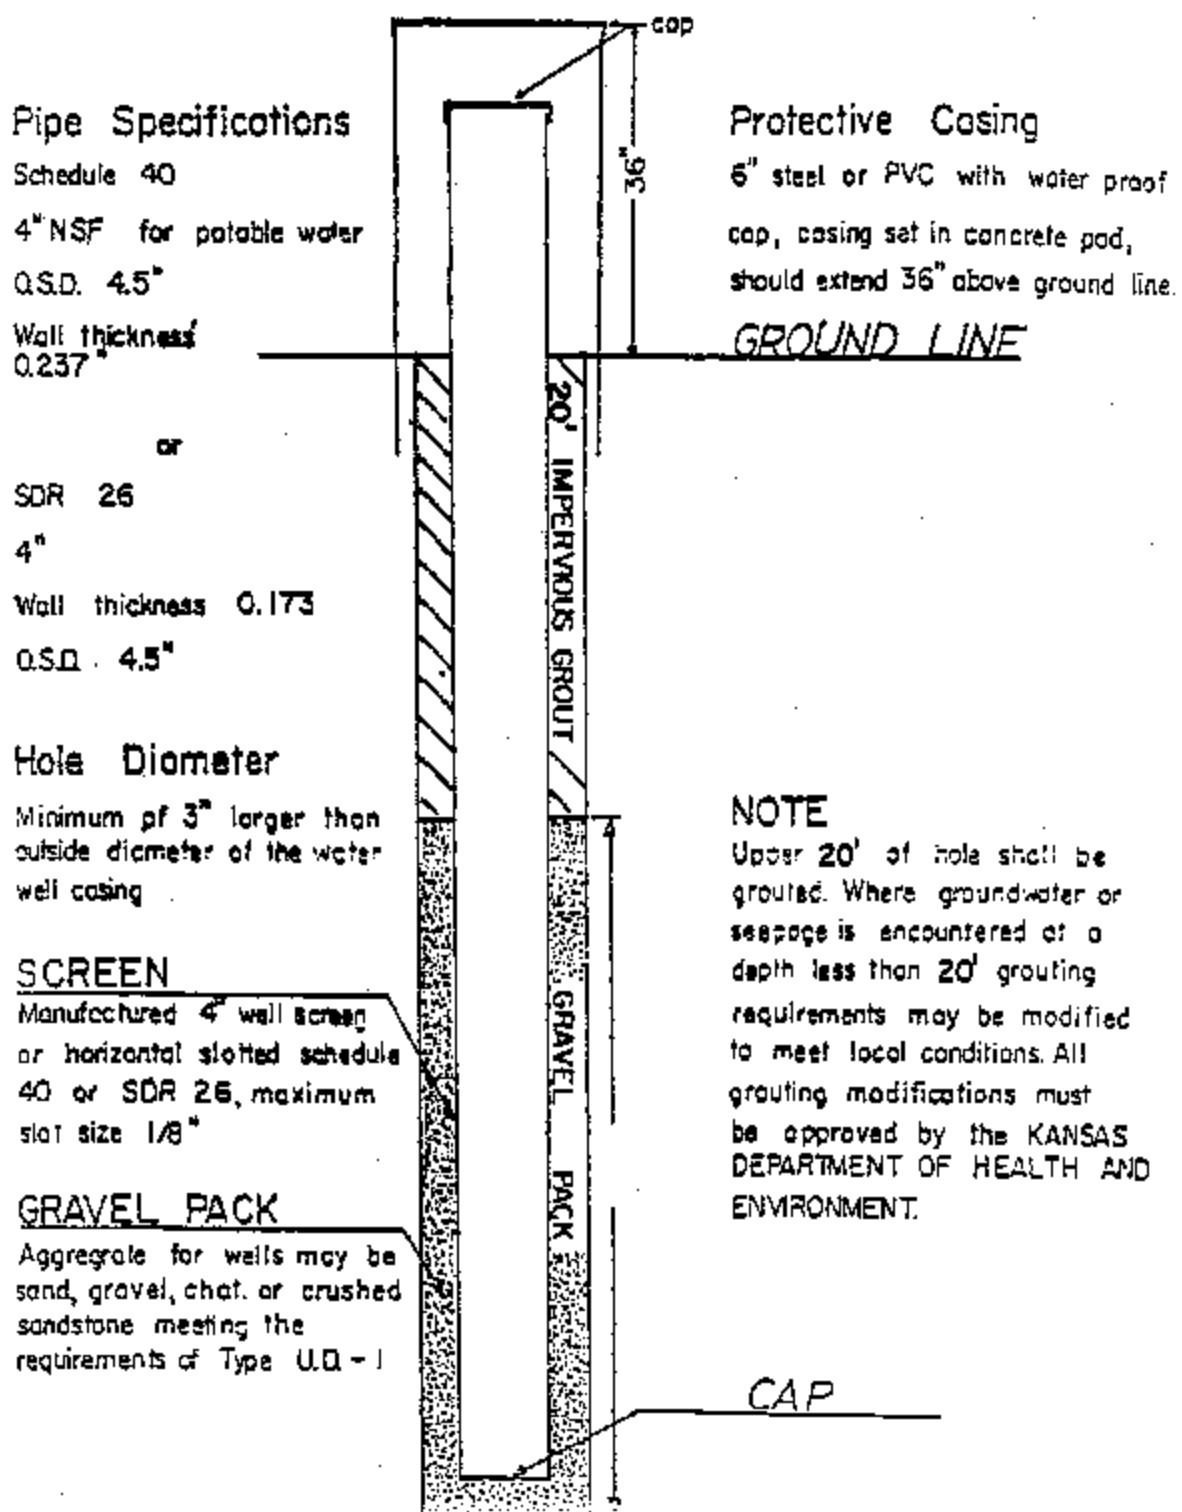 cap
36"
Pipe Specifications
Schedule 40
4" NSF for potable water
O.S.D. 4.5"
Wall thickness
0.237"
or
SDR 26
4"
Wall thickness 0.173
O.S.D. 4.5"
Hole Diameter
Minimum of 3" larger than
outside diameter of the water
well casing
SCREEN
Manufactured 4" well screen
or horizontal slotted schedule
40 or SDR 26, maximum
slot size 1/8"
GRAVEL PACK
Aggregrate for wells may be
sand, gravel, chat. or crushed
sandstone meeting the
requirements of Type U.D.-1
20' IMPERVIOUS GROUT
GRAVEL PACK
Protective Casing
6" steel or PVC with water proof
cap, casing set in concrete pad,
should extend 36" above ground line.
GROUND LINE
NOTE
Upper 20' of hole shall be
grouted. Where groundwater or
seepage is encountered at a
depth less than 20' grouting
requirements may be modified
to meet local conditions. All
grouting modifications must
be approved by the KANSAS
DEPARTMENT OF HEALTH AND
ENVIRONMENT.
CAP